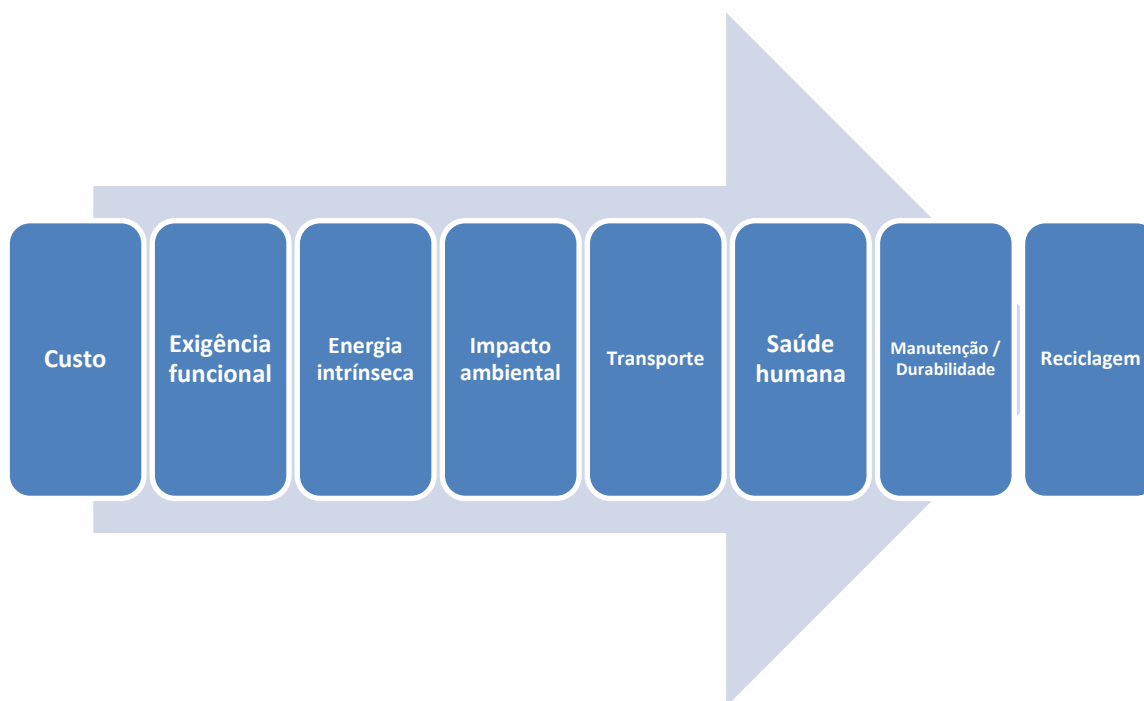 Custo
Exigência
funcional
Energia
intrínseca
Impacto
ambiental
Transporte
Saúde
humana
Manutenção /
Durabilidade
Reciclagem